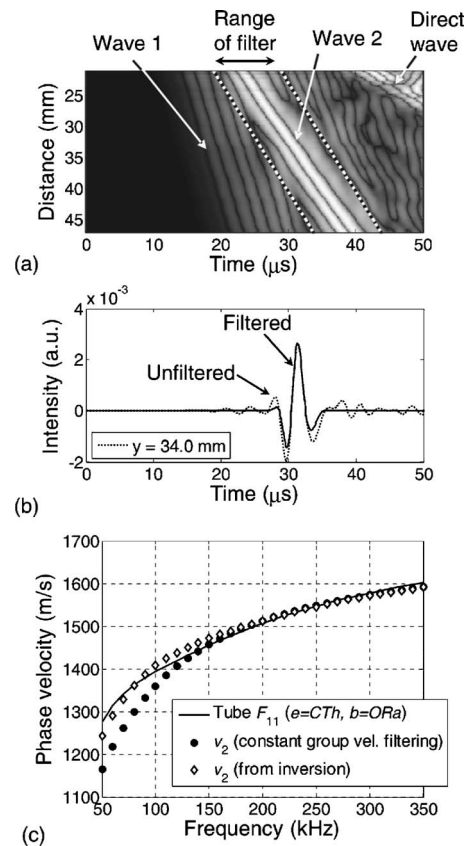 Range
of filter
Direct
wave
Wave 1
Wave 2
Distance (mm)
25
30
35
40
45
0 10 20 30 40 50
Time (μs)
(a)
x 10⁻³
4
2
0
-2
Intensity (a.u.)
Filtered
Unfiltered
y = 34.0 mm
0 10 20 30 40 50
Time (μs)
(b)
1700
1600
1500
1400
1300
1200
1100
Phase velocity (m/s)
Tube F₁₁ (e=CTh, b=ORa)
v₂ (constant group vel. filtering)
v₂ (from inversion)
50 100 150 200 250 300 350
Frequency (kHz)
(c)